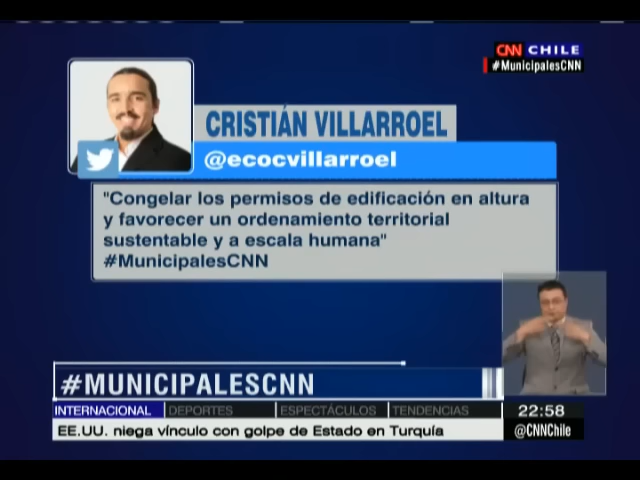 CNN CHILE
#MunicipalesCNN
CRISTIÁN VILLARROEL
@ecocvillarroel
"Congelar los permisos de edificación en altura
y favorecer un ordenamiento territorial
sustentable y a escala humana"
#MunicipalesCNN
#MUNICIPALESCNN
INTERNACIONAL DEPORTES ESPECTÁCULOS TENDENCIAS 22:58
EE.UU. niega vínculo con golpe de Estado en Turquía @CNNChile